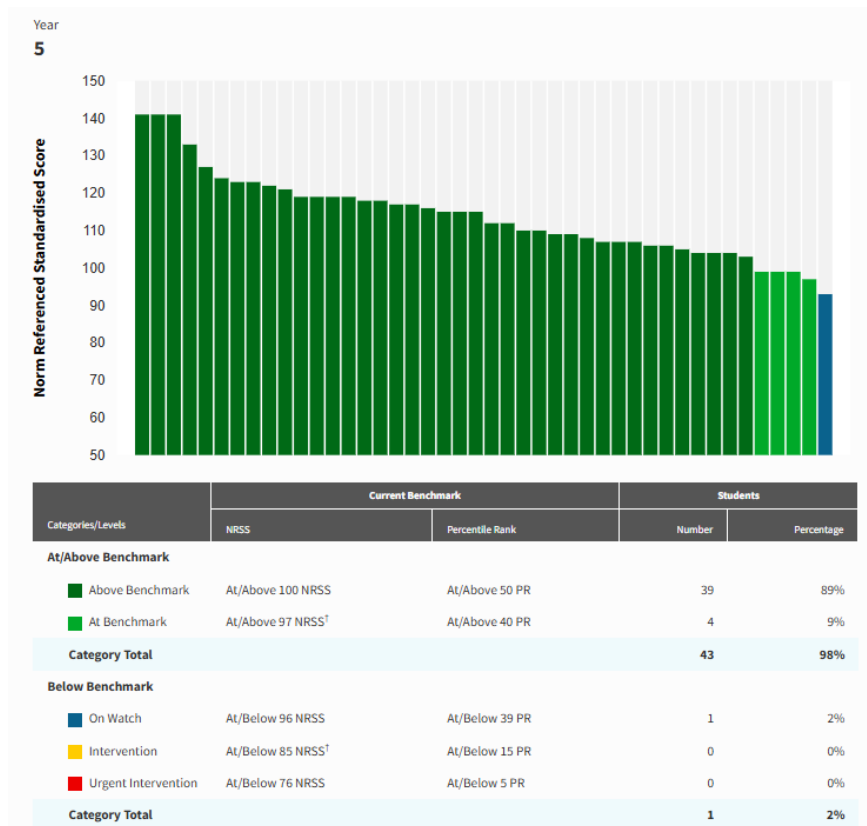 Year
5
Norm Referenced Standardised Score
150
140
130
120
110
100
90
80
70
60
50
Current Benchmark Students
Categories/Levels NRSS Percentile Rank Number Percentage
At/Above Benchmark
Above Benchmark At/Above 100 NRSS At/Above 50 PR 39 89%
At Benchmark At/Above 97 NRSS† At/Above 40 PR 4 9%
Category Total 43 98%
Below Benchmark
On Watch At/Below 96 NRSS At/Below 39 PR 1 2%
Intervention At/Below 85 NRSS† At/Below 15 PR 0 0%
Urgent Intervention At/Below 76 NRSS At/Below 5 PR 0 0%
Category Total 1 2%